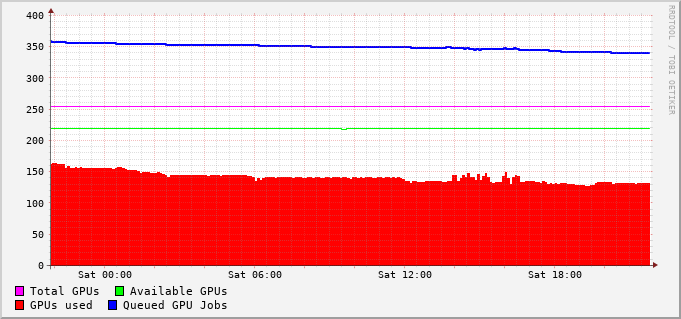 400
350
300
250
200
150
100
50
0
Sat 00:00 Sat 06:00 Sat 12:00 Sat 18:00
Total GPUs Available GPUs
GPUs used Queued GPU Jobs
RRDTOOL / TOBI OETIKER